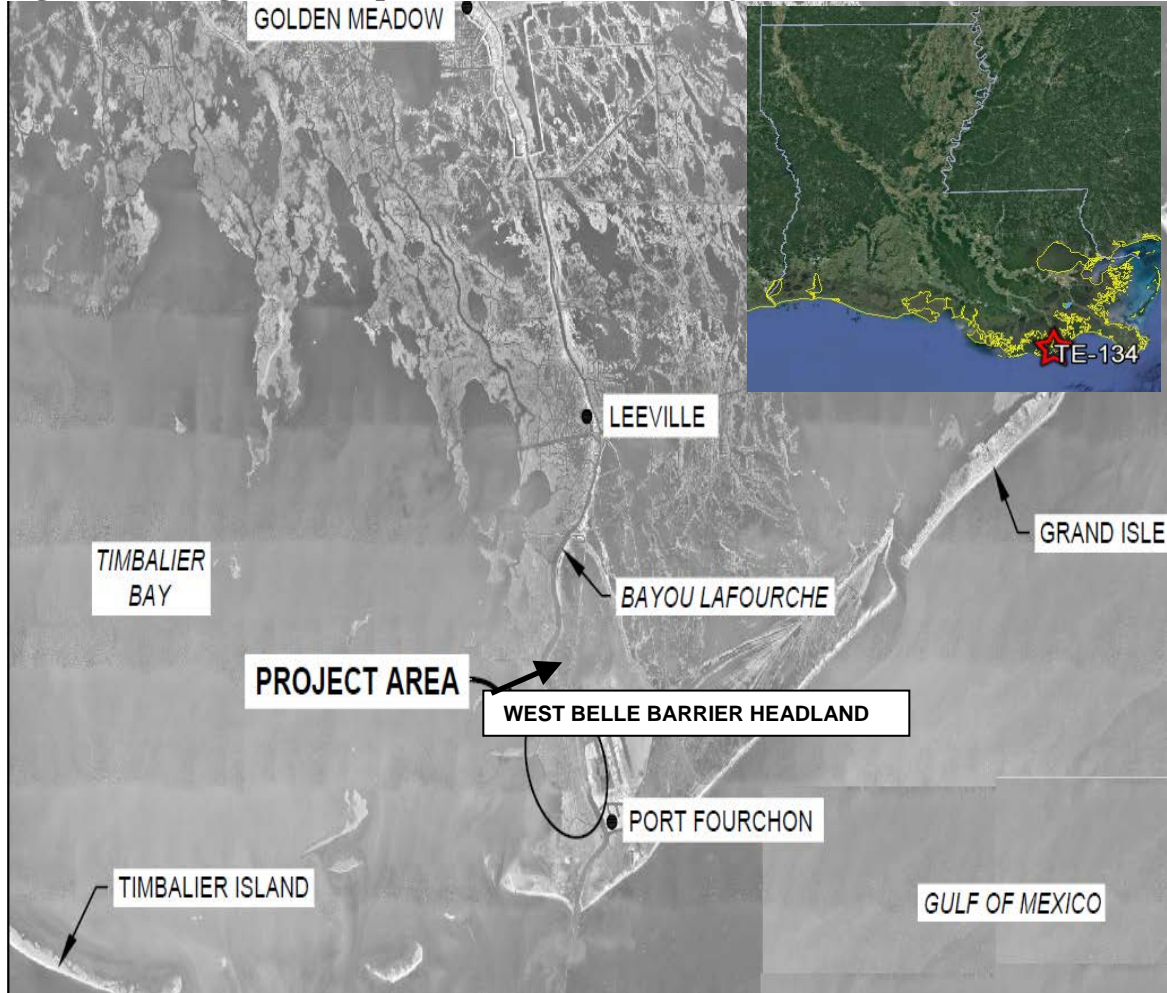 GOLDEN MEADOW
TE-134
LEEVILLE
GRAND ISLE
TIMBALIER
BAY
BAYOU LAFOURCHE
PROJECT AREA
WEST BELLE BARRIER HEADLAND
PORT FOURCHON
TIMBALIER ISLAND
GULF OF MEXICO